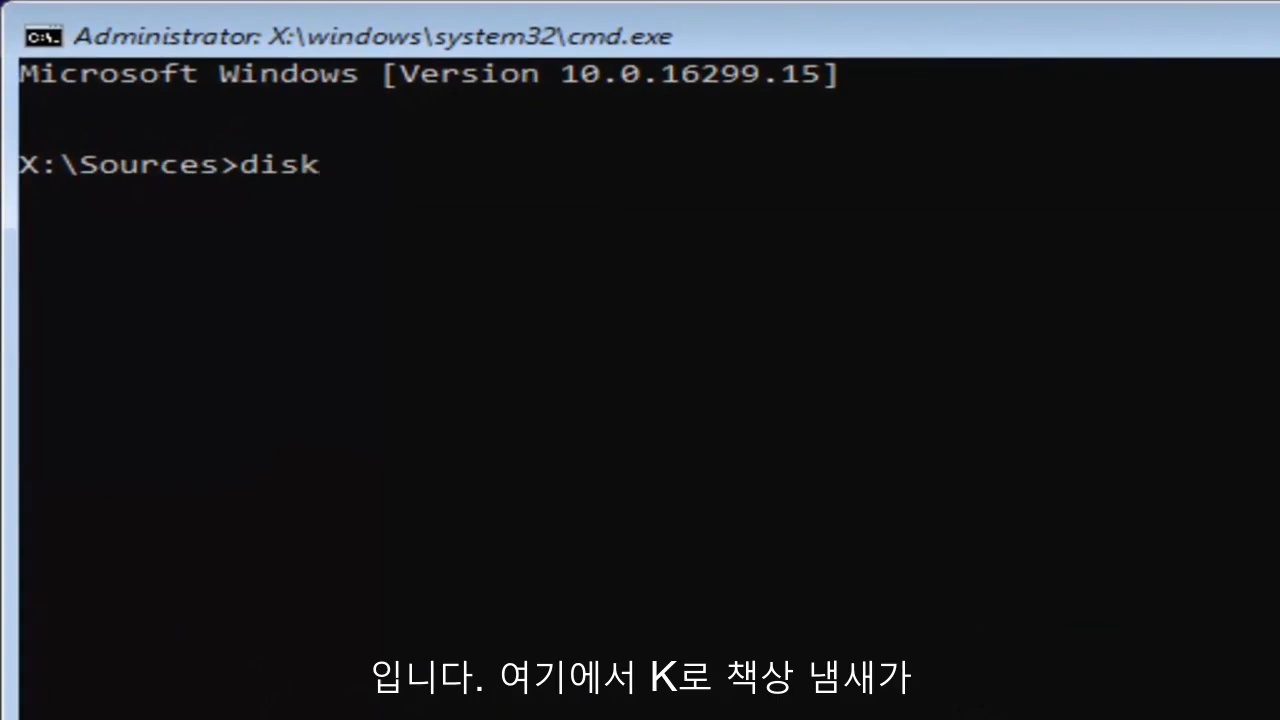 Administrator: X:\windows\system32\cmd.exe
Microsoft Windows [Version 10.0.16299.15]
X:\Sources>disk
입니다. 여기에서 K로 책상 냄새가